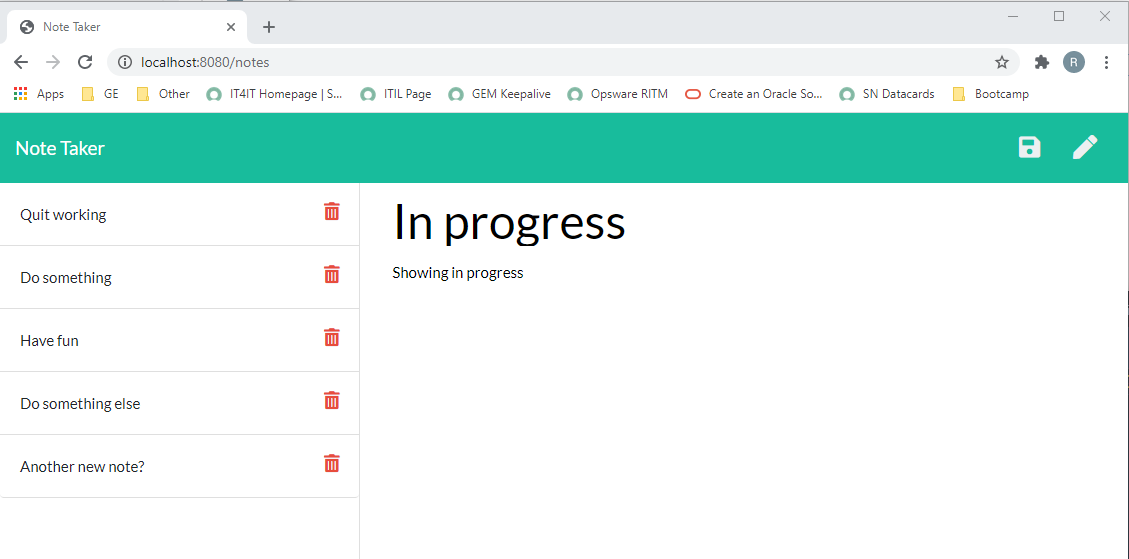 Note Taker
localhost:8080/notes
R
Apps GE Other IT4IT Homepage | S... ITIL Page GEM Keepalive Opsware RITM Create an Oracle So... SN Datacards Bootcamp
Note Taker
Quit working
Do something
Have fun
Do something else
Another new note?
In progress
Showing in progress